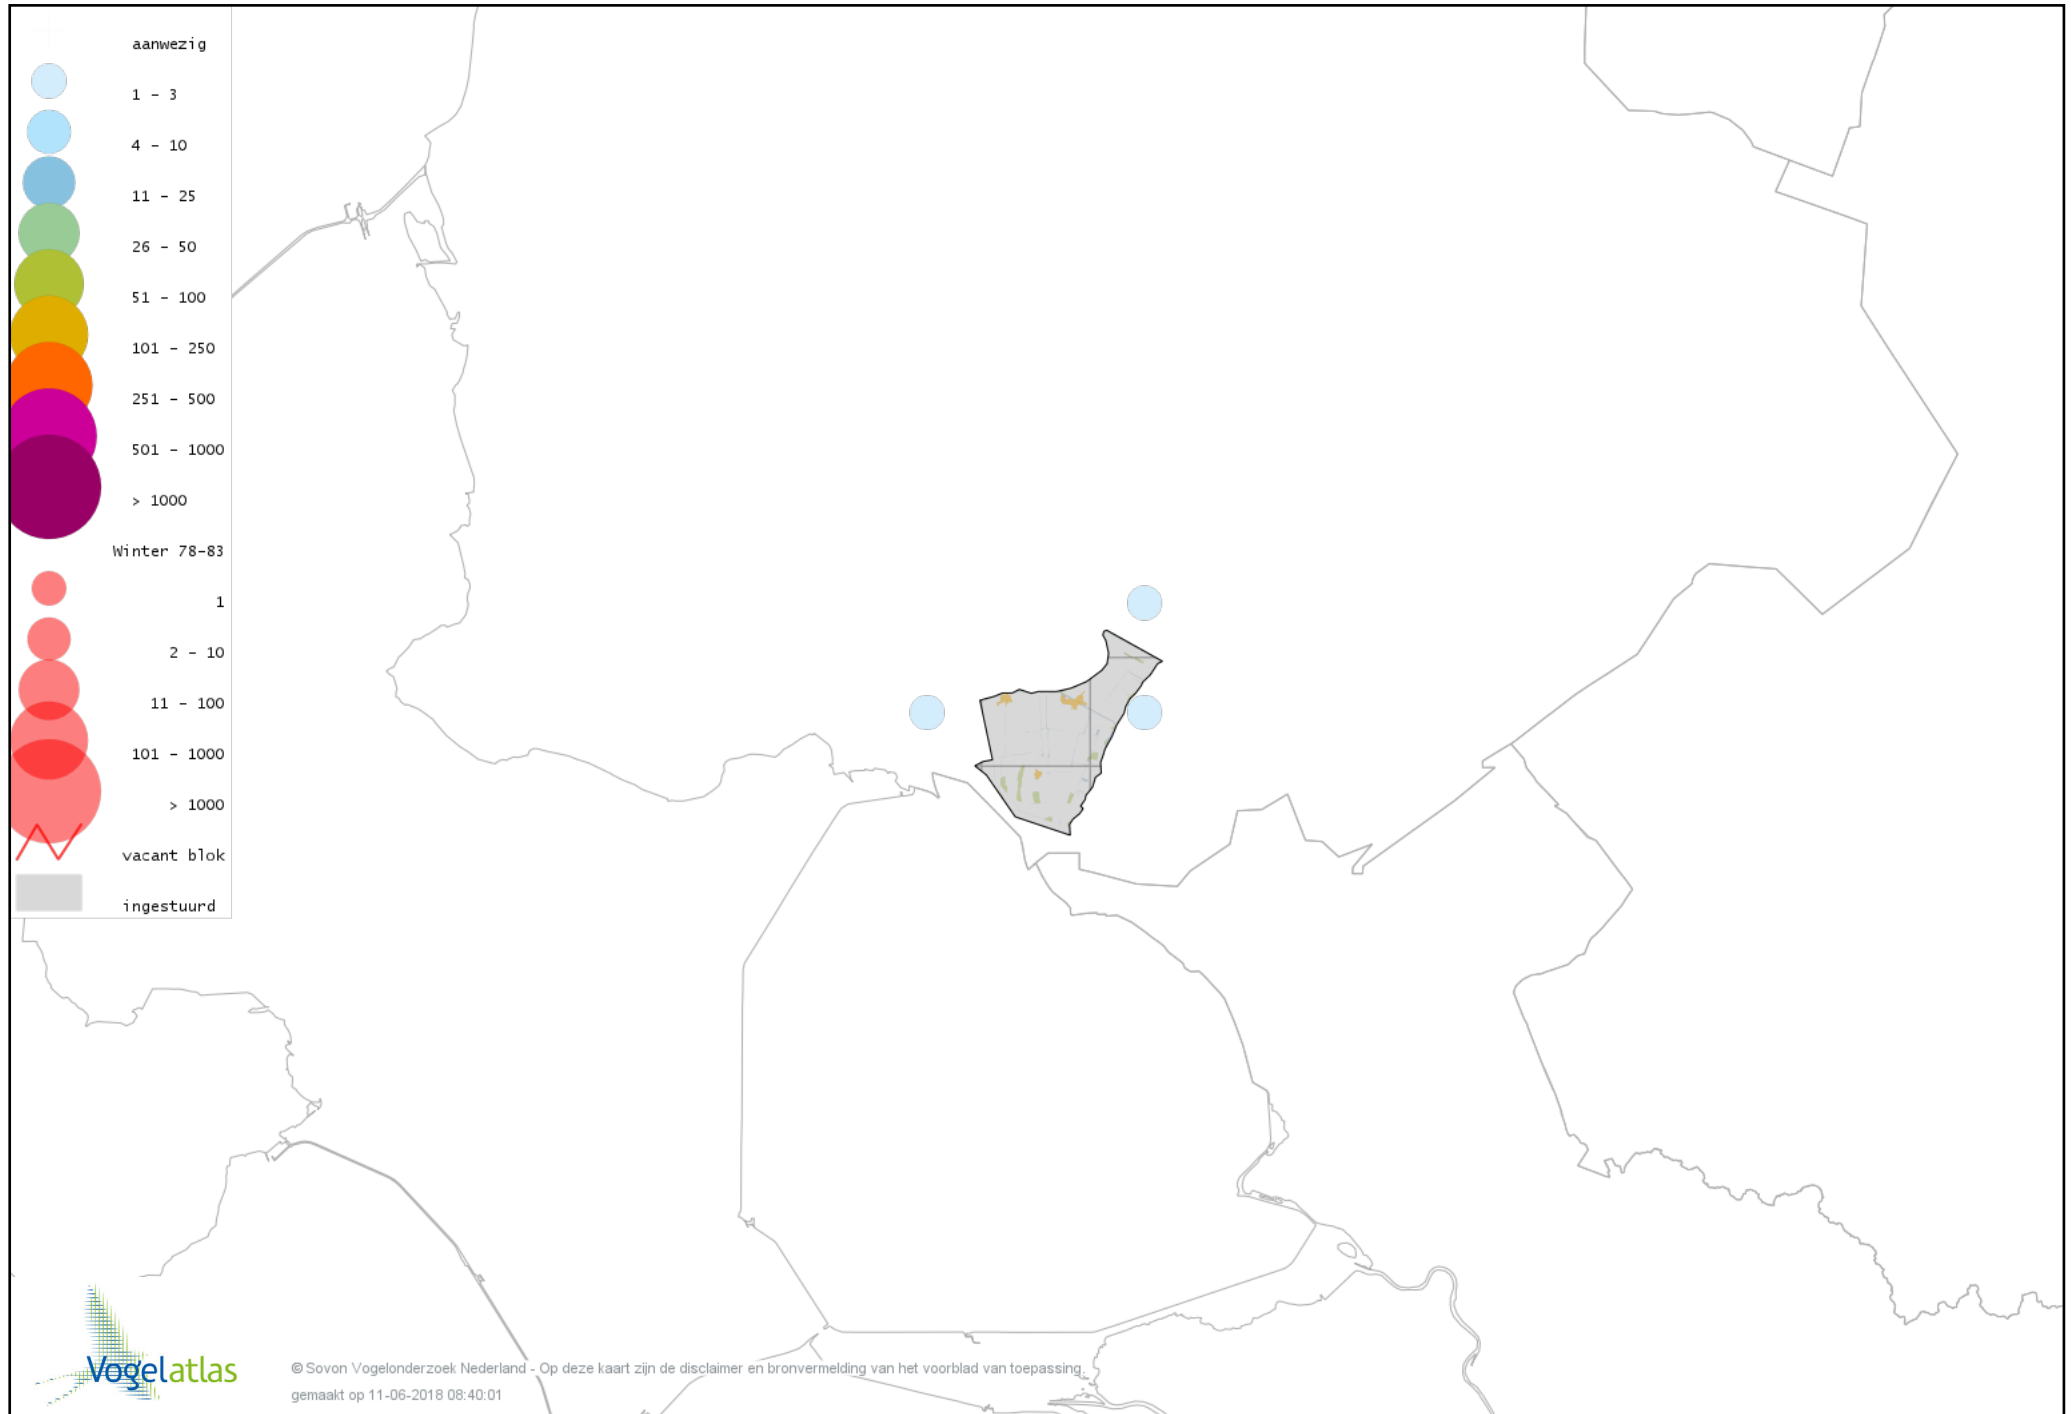 aanwezig
1 - 3
4 - 10
11 - 25
26 - 50
51 - 100
101 - 250
251 - 500
501 - 1000
> 1000
Winter 78-83
1
2 - 10
11 - 100
101 - 1000
> 1000
vacant blok
ingestuurd
Vogelatlas
© Sovon Vogelonderzoek Nederland - Op deze kaart zijn de disclaimer en bronvermelding van het voorblad van toepassing.
gemaakt op 11-06-2018 08:40:01